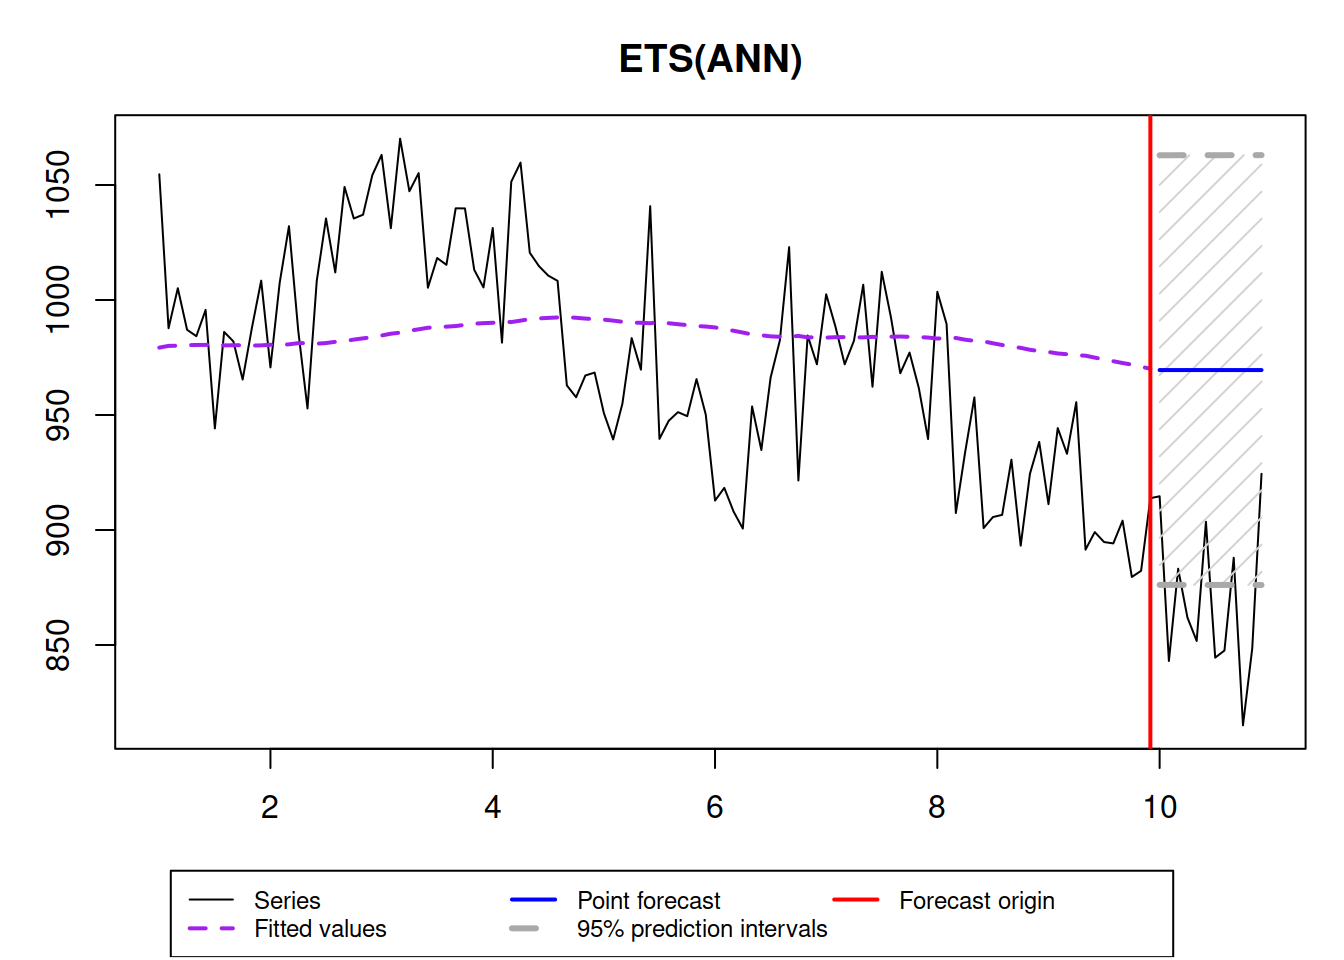 ETS(ANN)
1050
1000
950
900
850
2 4 6 8 10
Series Point forecast Forecast origin
Fitted values 95% prediction intervals